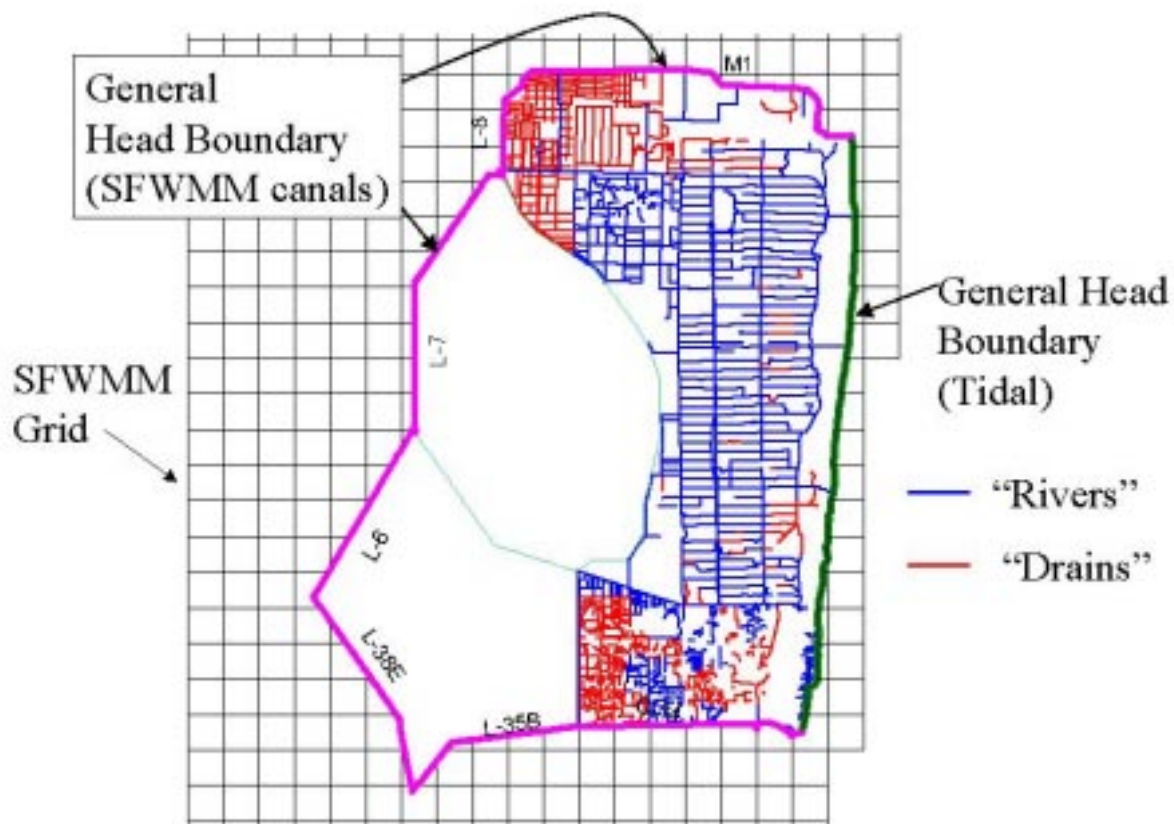 General
Head Boundary
(SFWMM canals)
M1
L-8
General Head
Boundary
(Tidal)
L-7
SFWMM
Grid
“Rivers”
L-6
“Drains”
L-38E
L-35B